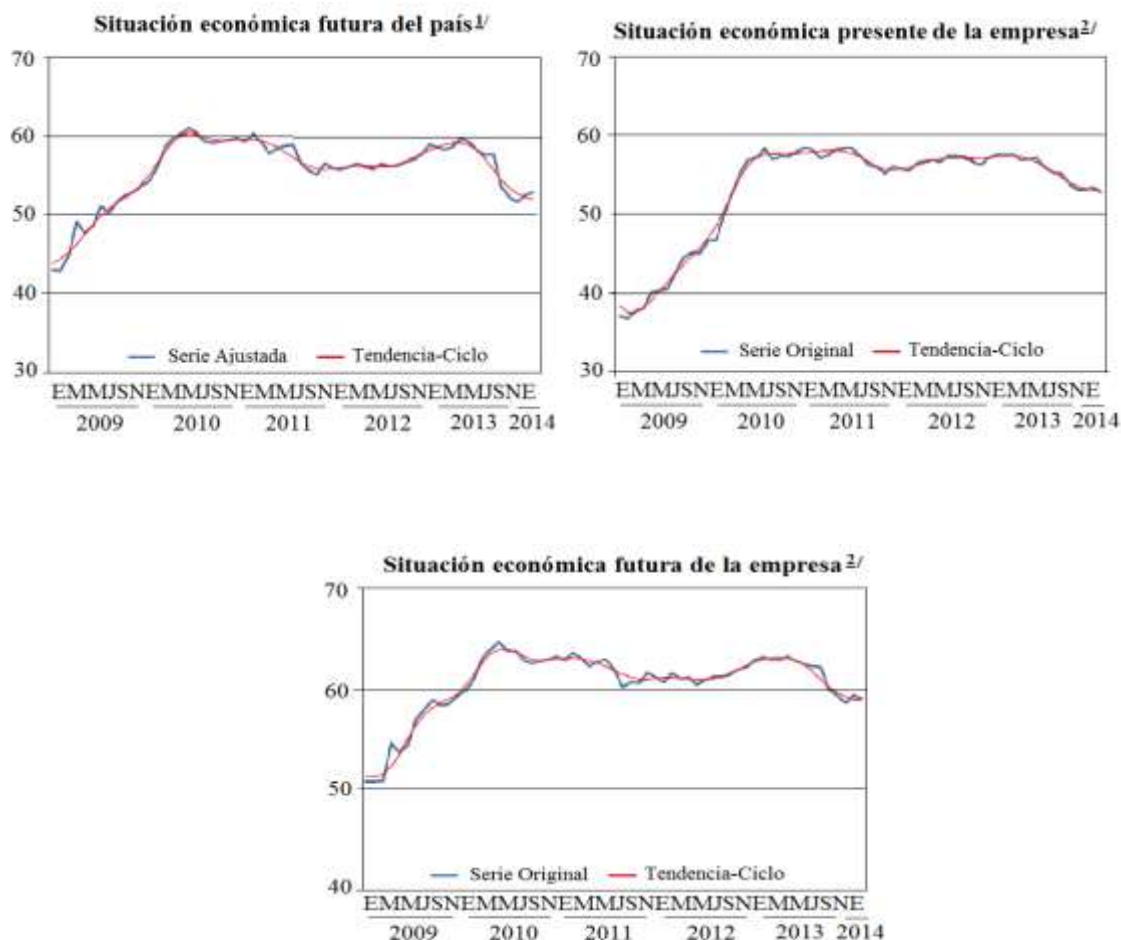 Situación económica futura del país1/
70
60
50
40
30
Serie Ajustada Tendencia-Ciclo
EMMJSNEMMJSNEMMJSNEMMJSNEMMJSNE
2009 2010 2011 2012 2013 2014
Situación económica presente de la empresa2/
70
60
50
40
30
Serie Original Tendencia-Ciclo
EMMJSNEMMJSNEMMJSNEMMJSNEMMJSNE
2009 2010 2011 2012 2013 2014
Situación económica futura de la empresa2/
70
60
50
40
Serie Original Tendencia-Ciclo
EMMJSNEMMJSNEMMJSNEMMJSNEMMJSNE
2009 2010 2011 2012 2013 2014